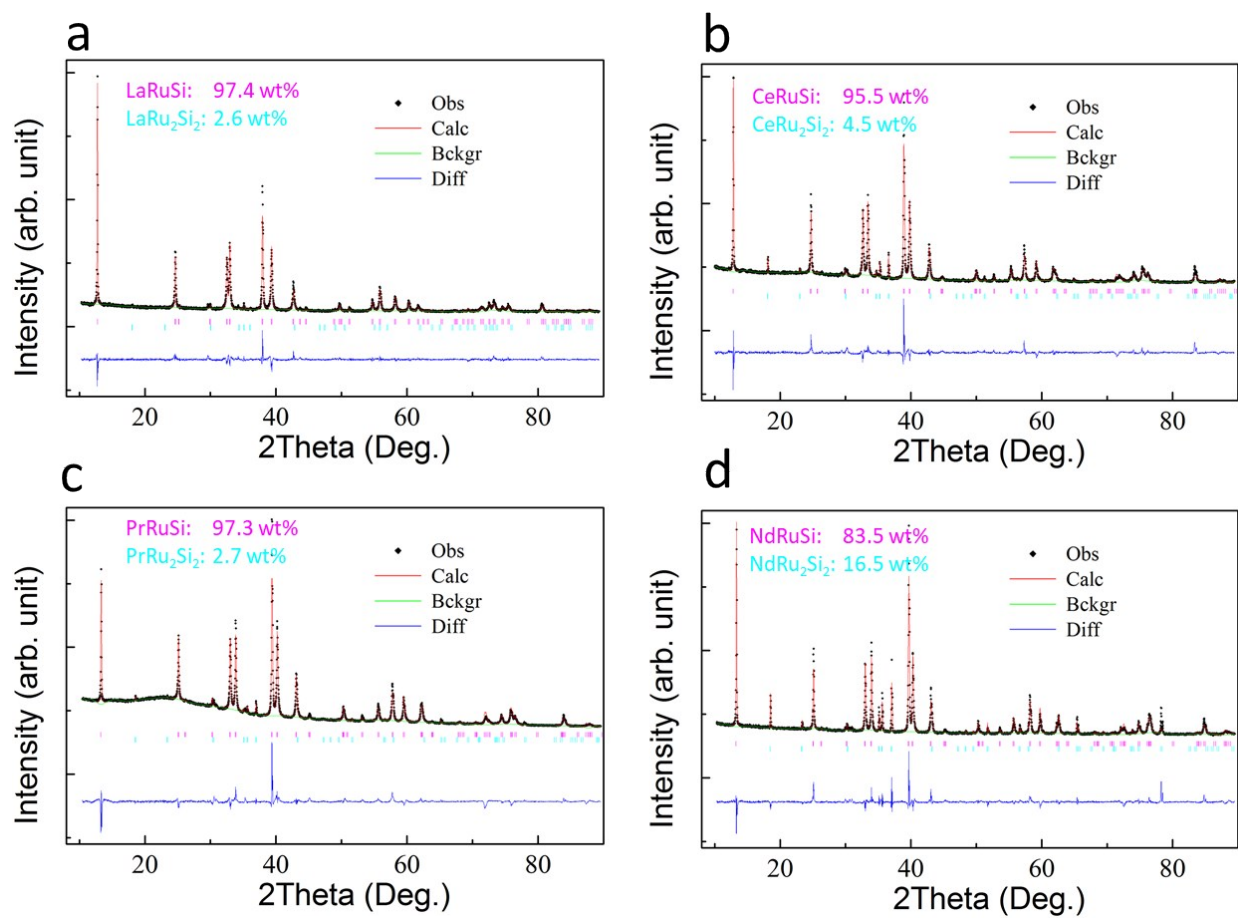 a
LaRuSi: 97.4 wt%
LaRu₂Si₂: 2.6 wt%
Obs
Calc
Bckgr
Diff
Intensity (arb. unit)
20 40 60 80
2Theta (Deg.)
b
CeRuSi: 95.5 wt%
CeRu₂Si₂: 4.5 wt%
Obs
Calc
Bckgr
Diff
Intensity (arb. unit)
20 40 60 80
2Theta (Deg.)
c
PrRuSi: 97.3 wt%
PrRu₂Si₂: 2.7 wt%
Obs
Calc
Bckgr
Diff
Intensity (arb. unit)
20 40 60 80
2Theta (Deg.)
d
NdRuSi: 83.5 wt%
NdRu₂Si₂: 16.5 wt%
Obs
Calc
Bckgr
Diff
Intensity (arb. unit)
20 40 60 80
2Theta (Deg.)